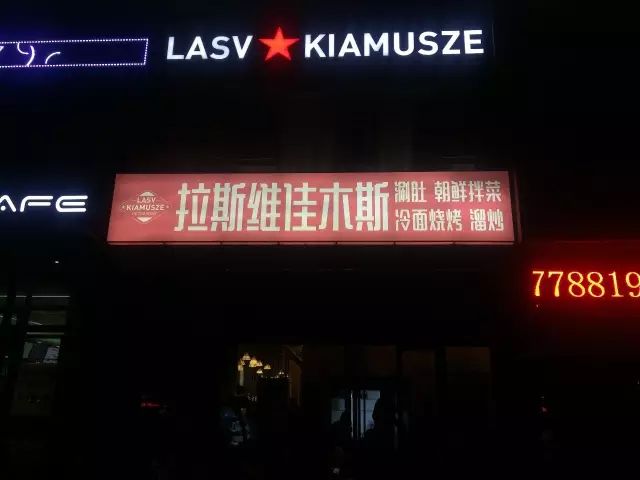 LASV★KIAMUSZE
AFE
LASV
KIAMUSZE
拉斯维佳木斯
涮肚 朝鲜拌菜
冷面烧烤 溜炒
778819